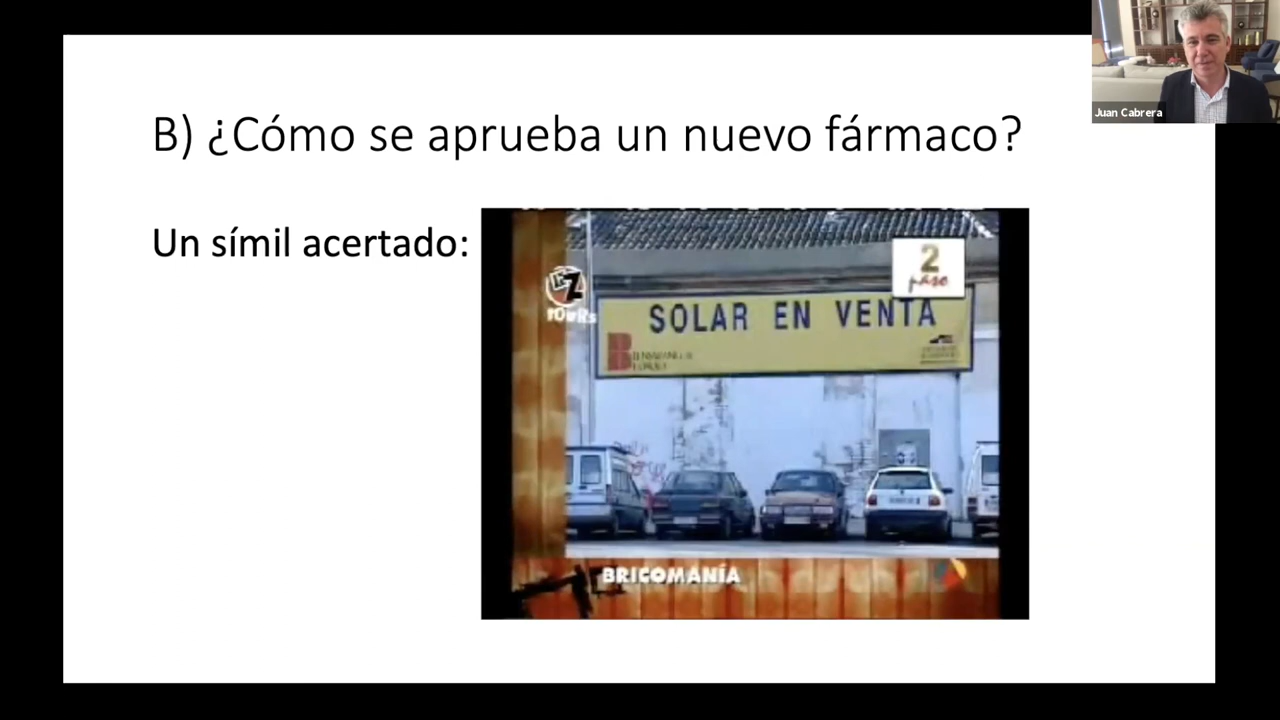 Juan Cabrera
B) ¿Cómo se aprueba un nuevo fármaco?
Un símil acertado:
2
paso
SOLAR EN VENTA
BRICOMANÍA